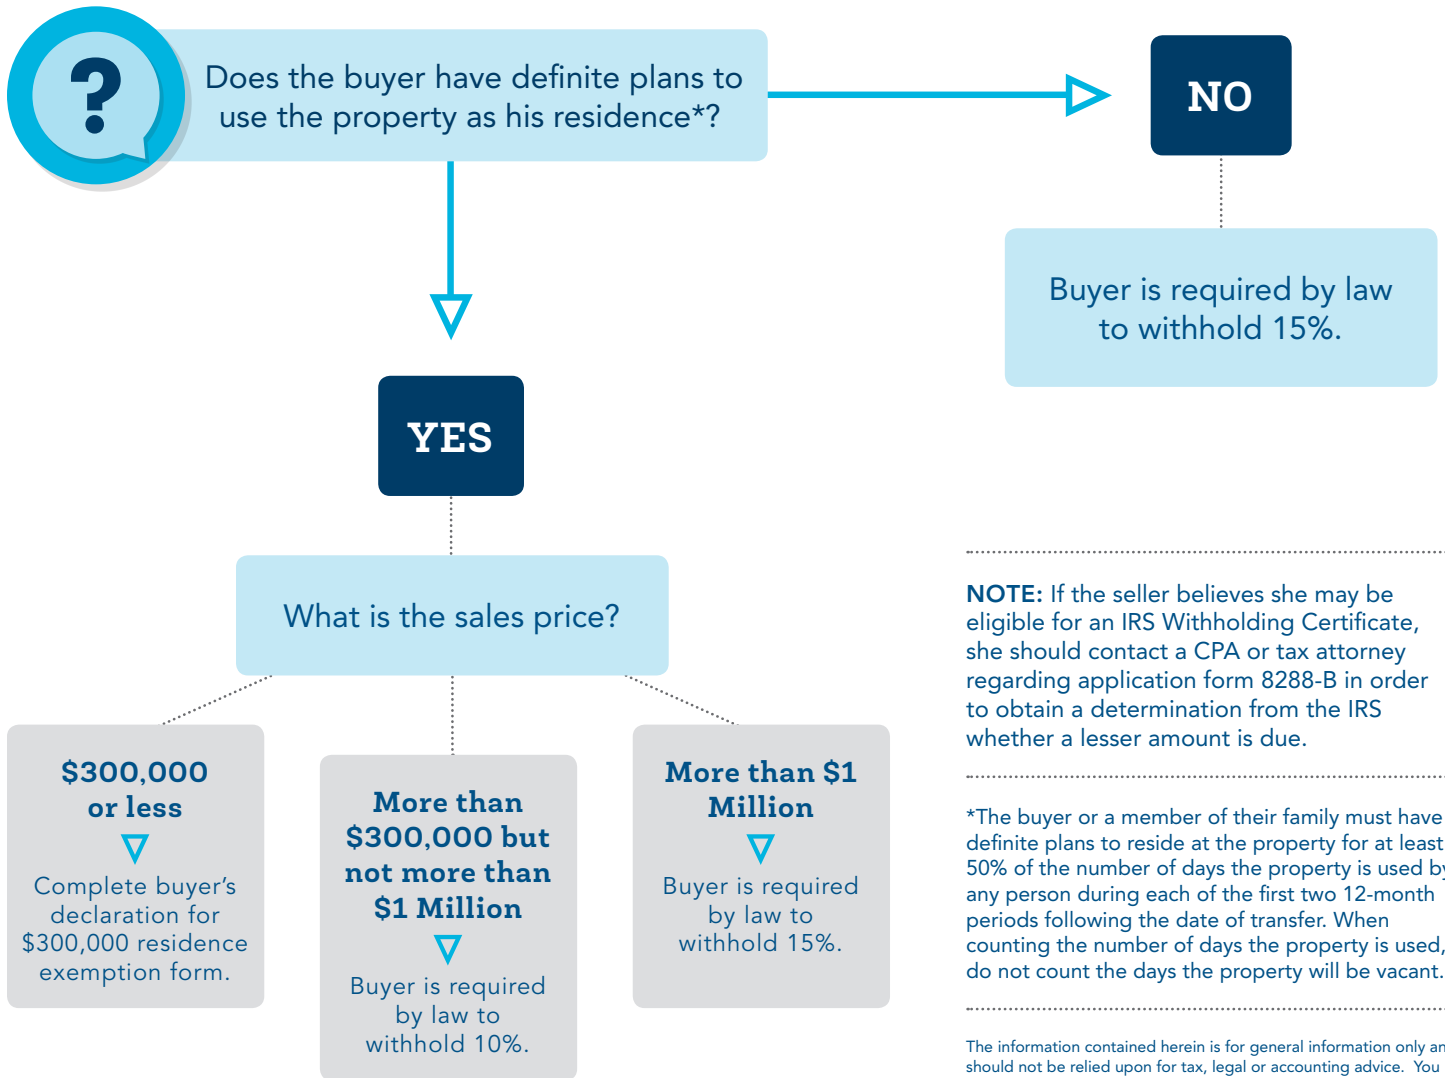 ?
Does the buyer have definite plans to
use the property as his residence*?
NO
Buyer is required by law
to withhold 15%.
YES
What is the sales price?
$300,000
or less
Complete buyer's
declaration for
$300,000 residence
exemption form.
More than
$300,000 but
not more than
$1 Million
Buyer is required
by law to
withhold 10%.
More than $1
Million
Buyer is required
by law to
withhold 15%.
NOTE: If the seller believes she may be
eligible for an IRS Withholding Certificate,
she should contact a CPA or tax attorney
regarding application form 8288-B in order
to obtain a determination from the IRS
whether a lesser amount is due.
*The buyer or a member of their family must have
definite plans to reside at the property for at least
50% of the number of days the property is used by
any person during each of the first two 12-month
periods following the date of transfer. When
counting the number of days the property is used,
do not count the days the property will be vacant.
The information contained herein is for general information only an
should not be relied upon for tax, legal or accounting advice. You